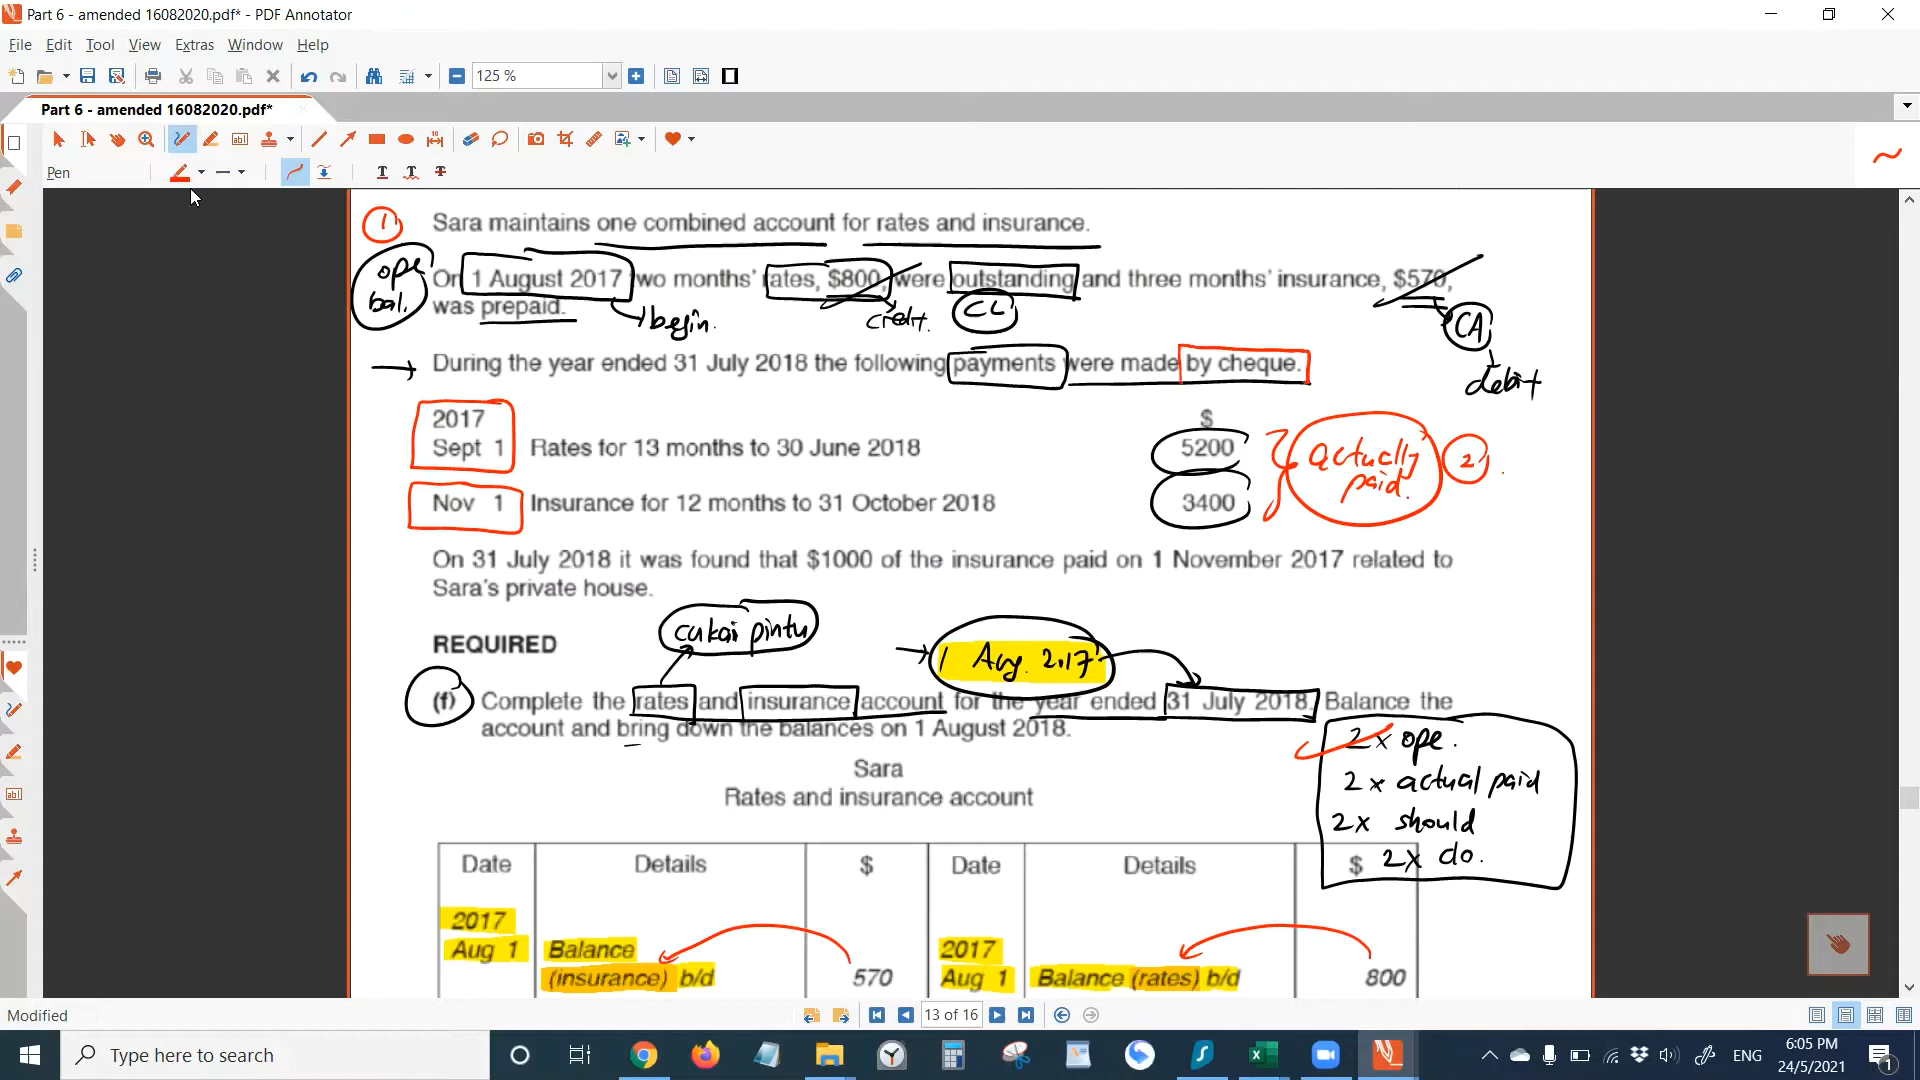 Part 6 - amended 16082020.pdf* - PDF Annotator
File Edit Tool View Extras Window Help
125 %
Part 6 - amended 16082020.pdf*
Pen
1 Sara maintains one combined account for rates and insurance.
ope bal.
On 1 August 2017 two months' rates, $800, were outstanding and three months' insurance, $570,
was prepaid.
begin. credit. CL CA
During the year ended 31 July 2018 the following payments were made by cheque.
debit
2017 $
Sept 1 Rates for 13 months to 30 June 2018 5200
actually paid. 2
Nov 1 Insurance for 12 months to 31 October 2018 3400
On 31 July 2018 it was found that $1000 of the insurance paid on 1 November 2017 related to
Sara's private house.
cukai pintu
REQUIRED
1 Aug. 2017
(f) Complete the rates and insurance account for the year ended 31 July 2018. Balance the
account and bring down the balances on 1 August 2018.
2x ope.
2x actual paid
2x should
2x do.
Sara
Rates and insurance account
Date Details $ Date Details $
2017
Aug 1 Balance 2017
(insurance) b/d 570 Aug 1 Balance (rates) b/d 800
Modified
13 of 16
Type here to search
ENG
6:05 PM
24/5/2021
1